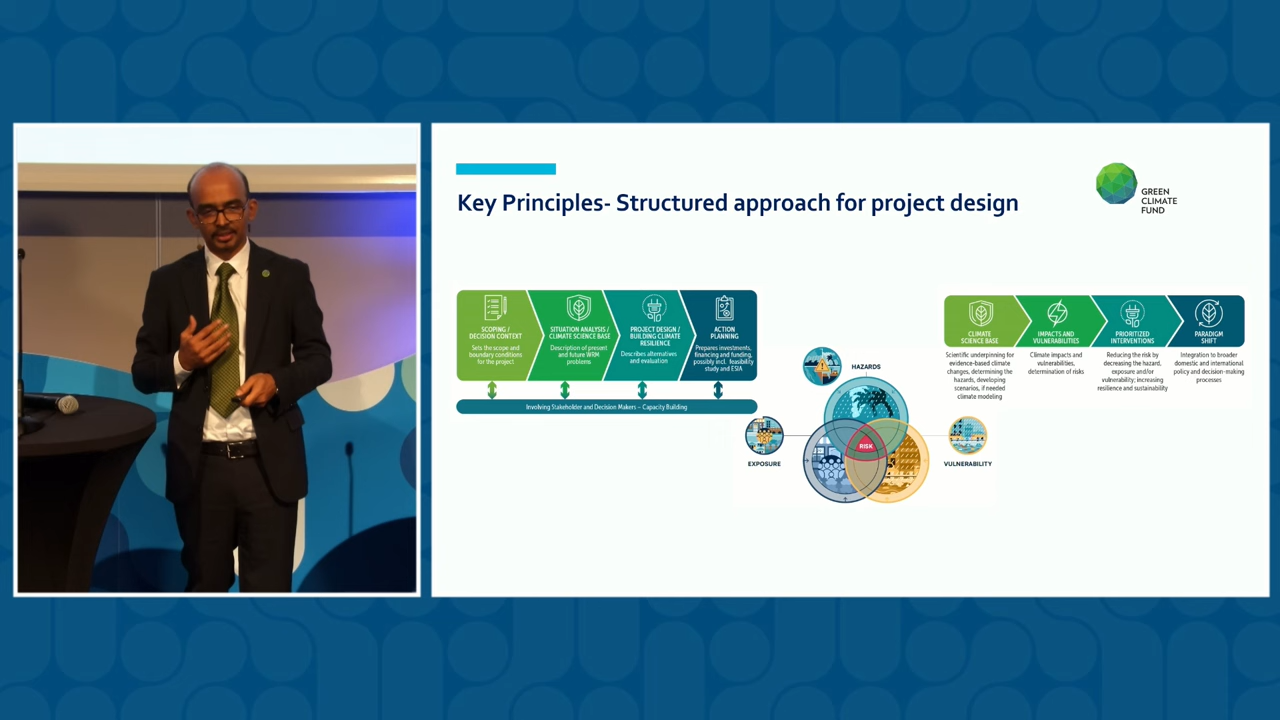 Key Principles- Structured approach for project design
GREEN
CLIMATE
FUND
SCOPING /
DECISION CONTEXT
Sets the scope and
boundary conditions
for the project.
SITUATION ANALYSIS /
CLIMATE SCIENCE BASE
Description of present
and future WRM
problems
PROJECT DESIGN /
BUILDING CLIMATE
RESILIENCE
Describes alternatives
and evaluation
ACTION
PLANNING
Prepares investments,
financing and funding,
possibly incl. feasibility
study and ESIA
Involving Stakeholder and Decision Makers – Capacity Building
HAZARDS
RISK
EXPOSURE
VULNERABILITY
CLIMATE
SCIENCE BASE
Scientific underpinning for
evidence-based climate
changes, determining the
hazards, developing
scenarios, if needed
climate modeling
IMPACTS AND
VULNERABILITIES
Climate impacts and
vulnerabilities,
determination of risks
PRIORITIZED
INTERVENTIONS
Reducing the risk by
decreasing the hazard,
exposure and/or
vulnerability; increasing
resilience and sustainability
PARADIGM
SHIFT
Integration to broader
domestic and international
policy and decision-making
processes